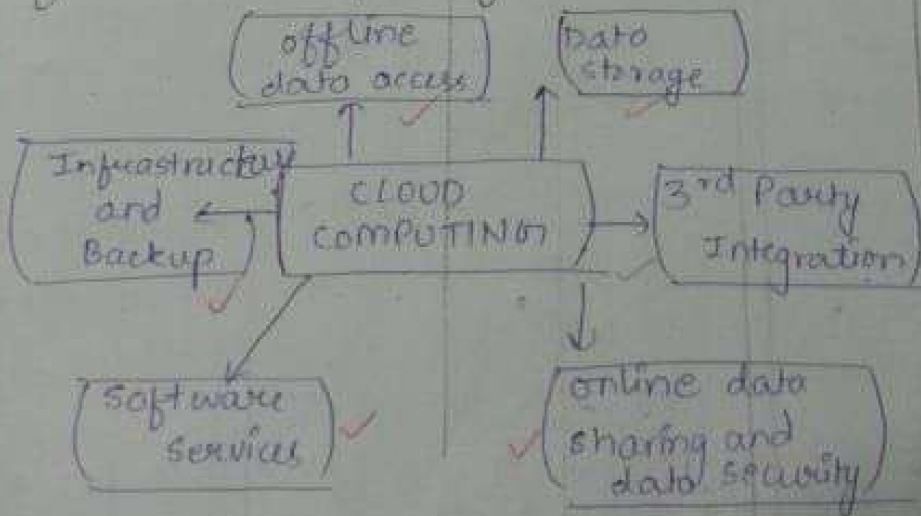 offline
data access
Data
storage
Infrastructure
and
Backup
CLOUD
COMPUTING
3rd Party
Integration
Software
Services
online data
sharing and
data security